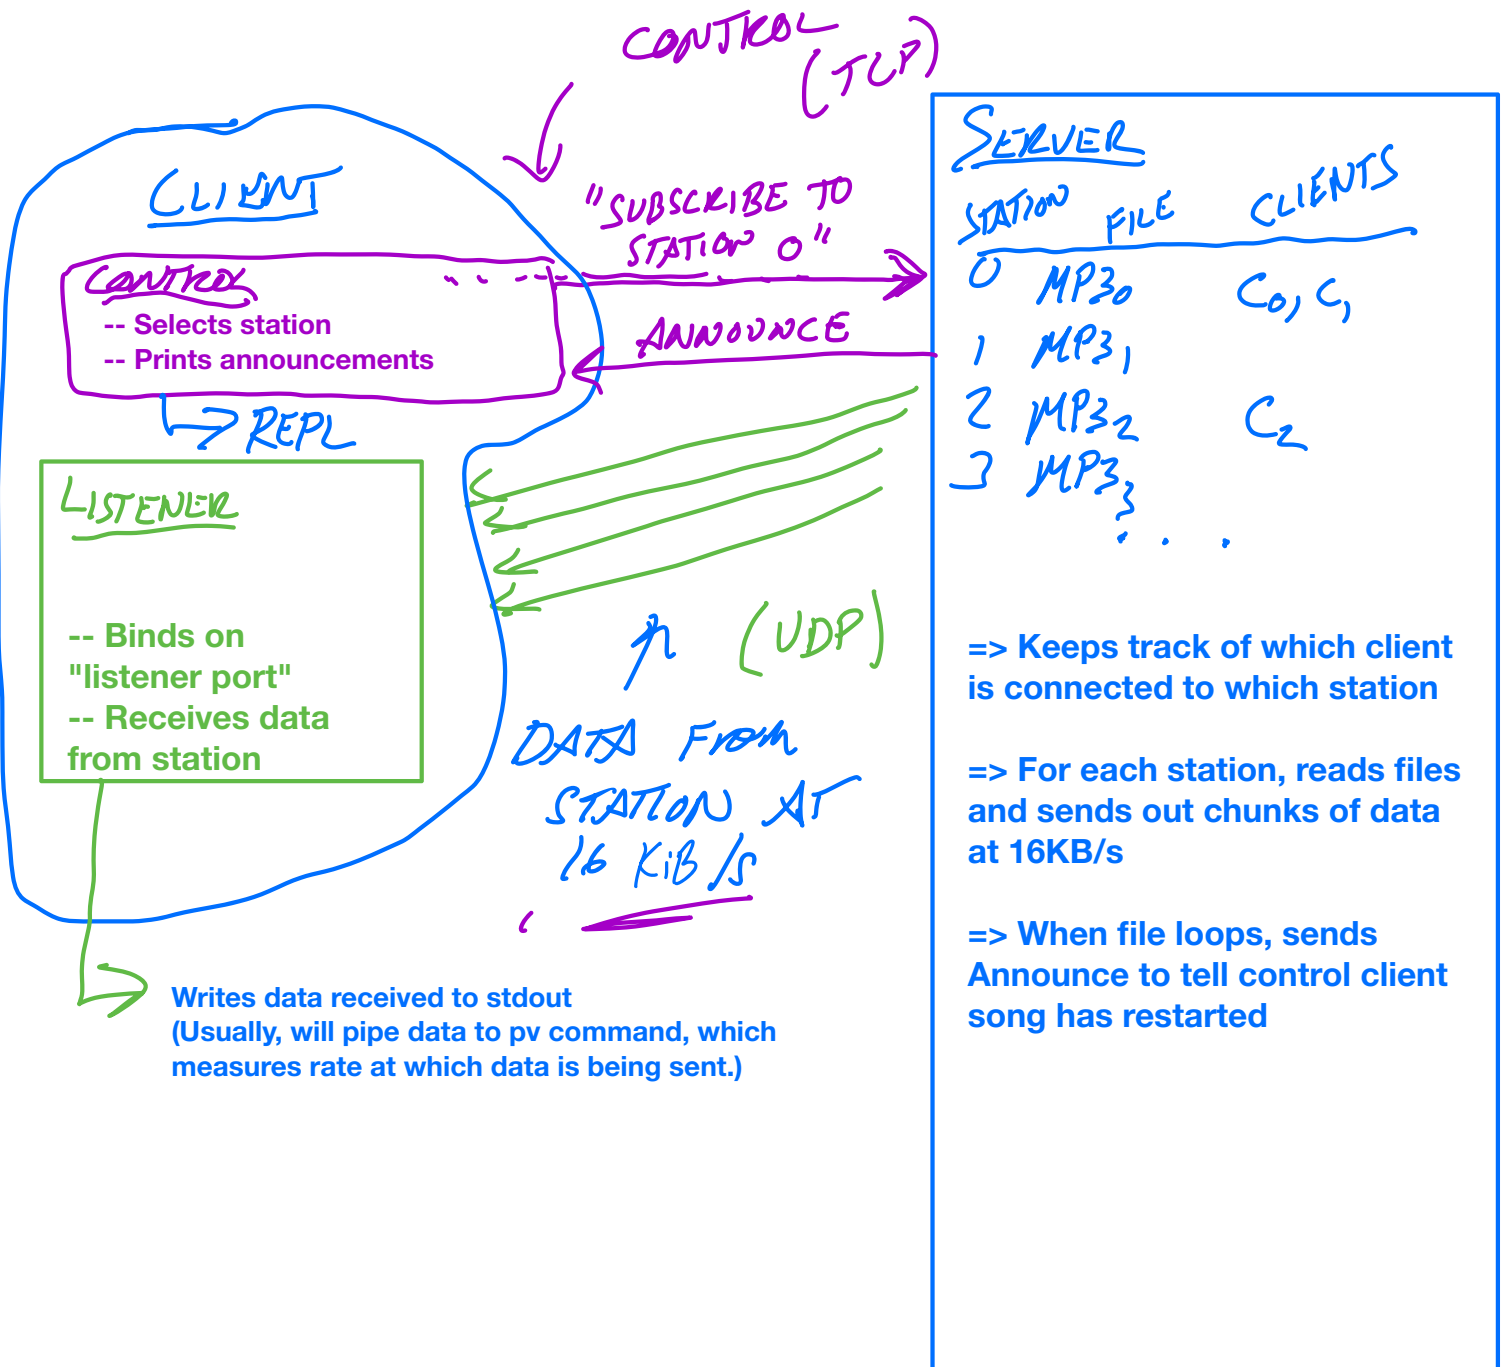 CONTROL
(TCP)
CLIENT
CONTROL
-- Selects station
-- Prints announcements
REPL
LISTENER
-- Binds on
"listener port"
-- Receives data
from station
Writes data received to stdout
(Usually, will pipe data to pv command, which
measures rate at which data is being sent.)
"SUBSCRIBE TO
STATION 0"
ANNOUNCE
(UDP)
DATA FROM
STATION AT
16 KiB/s
SERVER
STATION FILE CLIENTS
0 MP3₀ C₀, C₁
1 MP3₁
2 MP3₂ C₂
3 MP3₃
. . .
=> Keeps track of which client
is connected to which station
=> For each station, reads files
and sends out chunks of data
at 16KB/s
=> When file loops, sends
Announce to tell control client
song has restarted